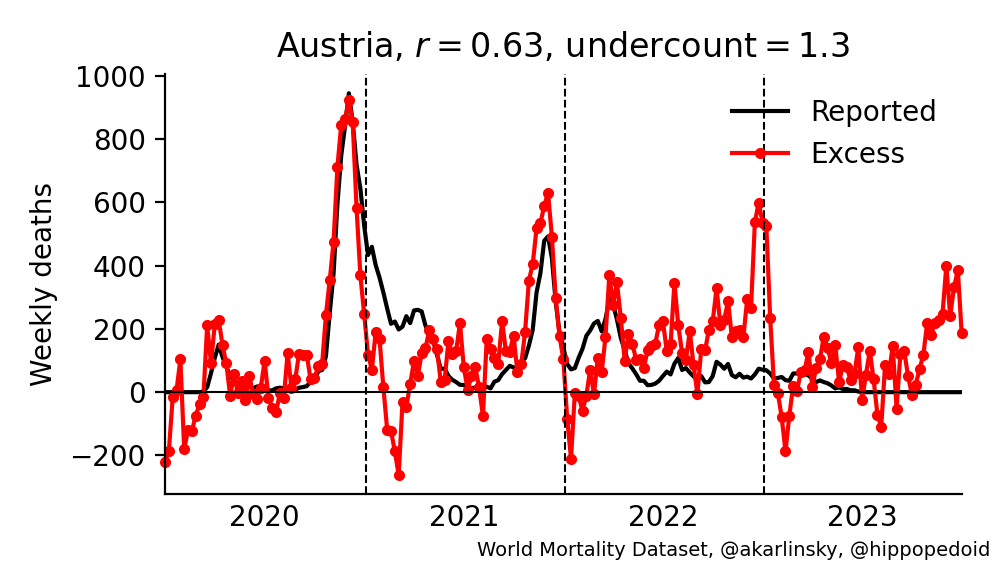 Austria, r = 0.63, undercount = 1.3
Weekly deaths
1000
800
600
400
200
0
−200
Reported
Excess
2020 2021 2022 2023
World Mortality Dataset, @akarlinsky, @hippopedoid